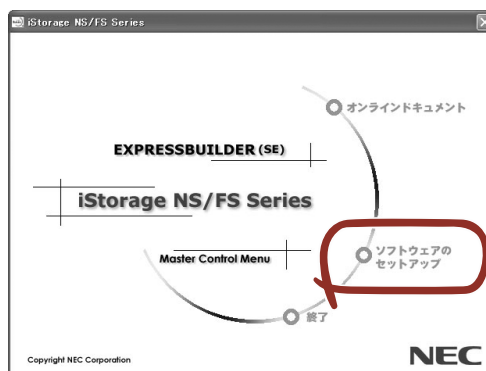 iStorage NS/FS Series
オンラインドキュメント
EXPRESSBUILDER (SE)
iStorage NS/FS Series
ソフトウェアの
セットアップ
Master Control Menu
終了
Copyright NEC Corporation
NEC